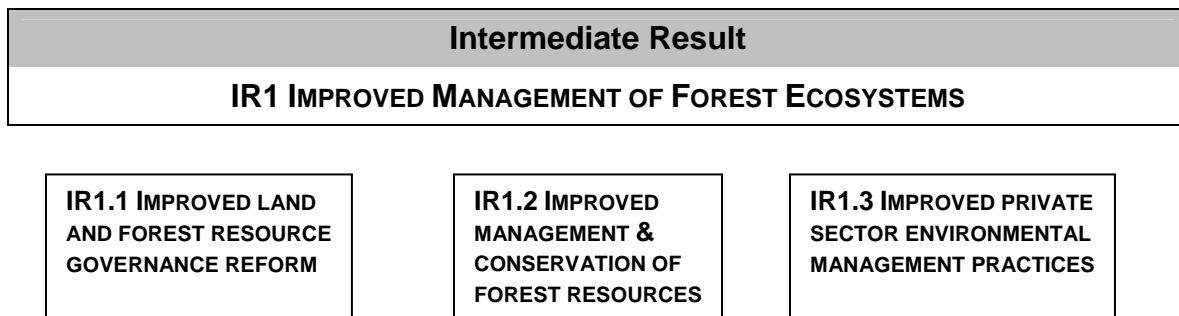 Intermediate Result
IR1 IMPROVED MANAGEMENT OF FOREST ECOSYSTEMS
IR1.1 IMPROVED LAND
AND FOREST RESOURCE
GOVERNANCE REFORM
IR1.2 IMPROVED
MANAGEMENT &
CONSERVATION OF
FOREST RESOURCES
IR1.3 IMPROVED PRIVATE
SECTOR ENVIRONMENTAL
MANAGEMENT PRACTICES